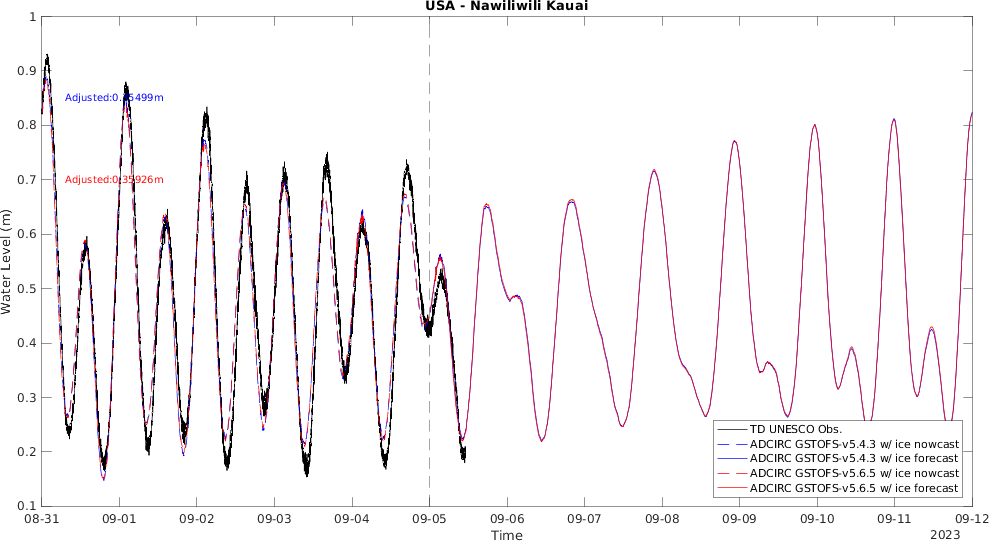 USA - Nawiliwili Kauai
1
0.9
0.8
0.7
0.6
0.5
0.4
0.3
0.2
0.1
Water Level (m)
Adjusted:0.35499m
Adjusted:0.35926m
TD UNESCO Obs.
ADCIRC GSTOFS-v5.4.3 w/ ice nowcast
ADCIRC GSTOFS-v5.4.3 w/ ice forecast
ADCIRC GSTOFS-v5.6.5 w/ ice nowcast
ADCIRC GSTOFS-v5.6.5 w/ ice forecast
08-31 09-01 09-02 09-03 09-04 09-05 09-06 09-07 09-08 09-09 09-10 09-11 09-12
Time
2023